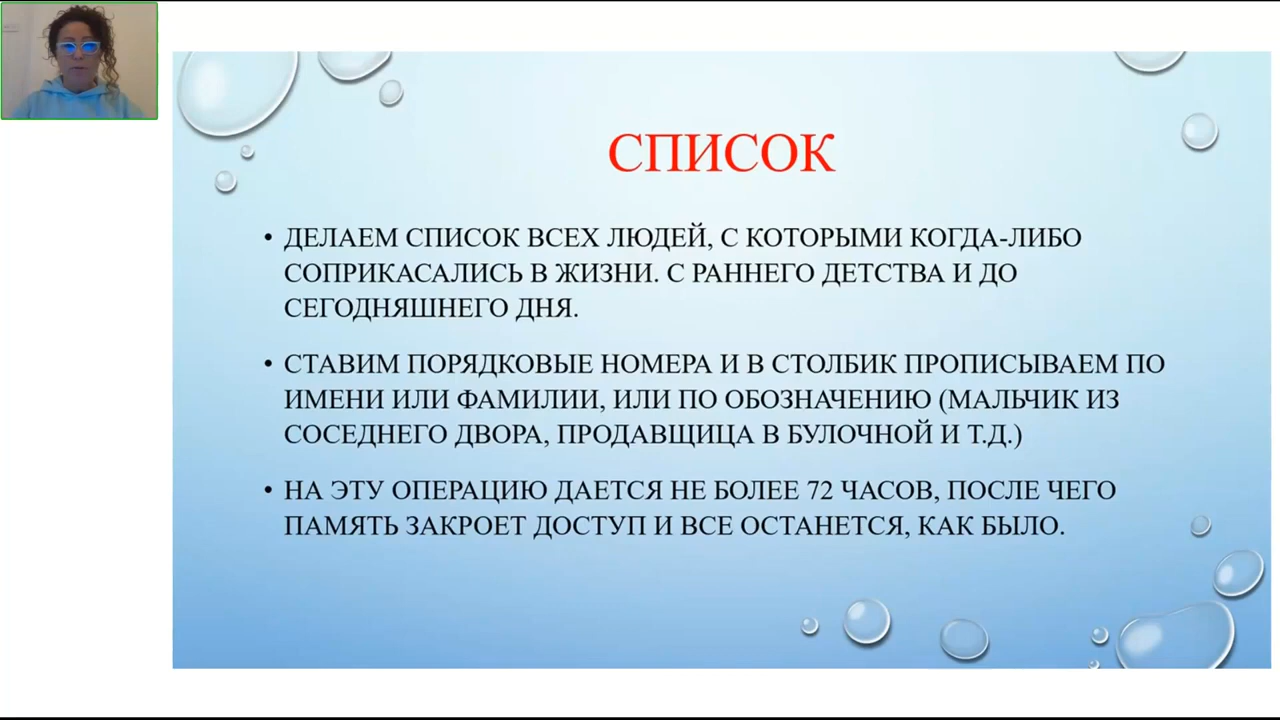 СПИСОК
• ДЕЛАЕМ СПИСОК ВСЕХ ЛЮДЕЙ, С КОТОРЫМИ КОГДА-ЛИБО
СОПРИКАСАЛИСЬ В ЖИЗНИ. С РАННЕГО ДЕТСТВА И ДО
СЕГОДНЯШНЕГО ДНЯ.
• СТАВИМ ПОРЯДКОВЫЕ НОМЕРА И В СТОЛБИК ПРОПИСЫВАЕМ ПО
ИМЕНИ ИЛИ ФАМИЛИИ, ИЛИ ПО ОБОЗНАЧЕНИЮ (МАЛЬЧИК ИЗ
СОСЕДНЕГО ДВОРА, ПРОДАВЩИЦА В БУЛОЧНОЙ И Т.Д.)
• НА ЭТУ ОПЕРАЦИЮ ДАЕТСЯ НЕ БОЛЕЕ 72 ЧАСОВ, ПОСЛЕ ЧЕГО
ПАМЯТЬ ЗАКРОЕТ ДОСТУП И ВСЕ ОСТАНЕТСЯ, КАК БЫЛО.